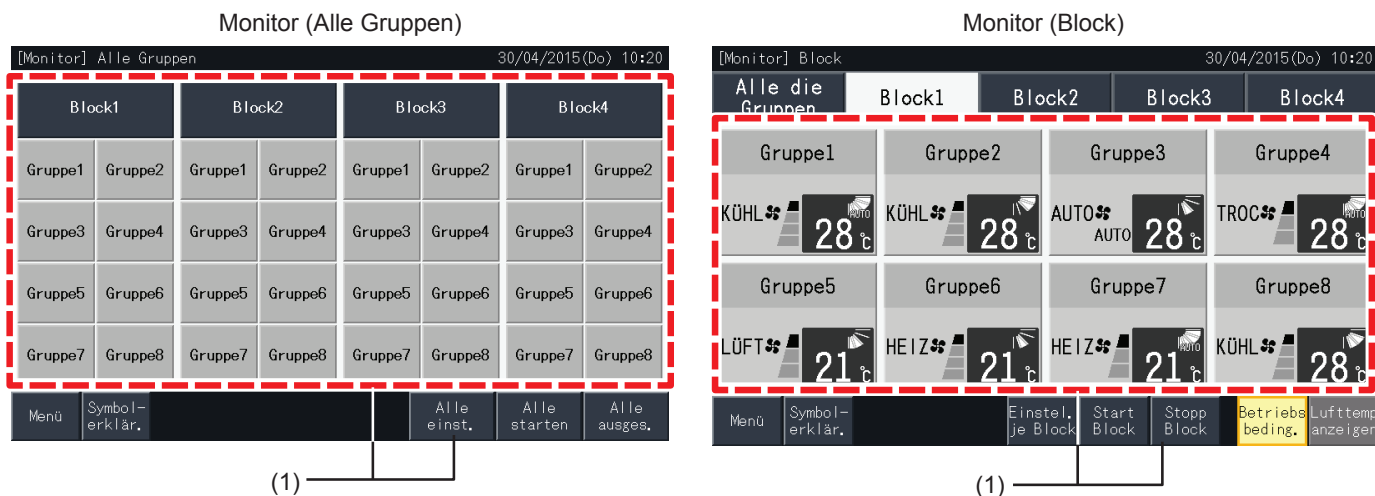 Monitor (Alle Gruppen)
[Monitor] Alle Gruppen 30/04/2015(Do) 10:20
Block1 Block2 Block3 Block4
Gruppe1 Gruppe2 Gruppe1 Gruppe2 Gruppe1 Gruppe2 Gruppe1 Gruppe2
Gruppe3 Gruppe4 Gruppe3 Gruppe4 Gruppe3 Gruppe4 Gruppe3 Gruppe4
Gruppe5 Gruppe6 Gruppe5 Gruppe6 Gruppe5 Gruppe6 Gruppe5 Gruppe6
Gruppe7 Gruppe8 Gruppe7 Gruppe8 Gruppe7 Gruppe8 Gruppe7 Gruppe8
Menü Symbol- Alle Alle Alle
erklär. einst. starten ausges.
(1)
Monitor (Block)
[Monitor] Block 30/04/2015(Do) 10:20
Alle die
Gruppen Block1 Block2 Block3 Block4
Gruppe1 Gruppe2 Gruppe3 Gruppe4
KÜHL AUTO KÜHL AUTO TROC AUTO
28 °C 28 °C AUTO 28 °C 28 °C
Gruppe5 Gruppe6 Gruppe7 Gruppe8
LÜFT HEIZ HEIZ AUTO KÜHL
21 °C 21 °C 21 °C 28 °C
Menü Symbol- Einstel. Start Stopp Betriebs Lufttemp
erklär. je Block Block Block beding. anzeigen
(1)